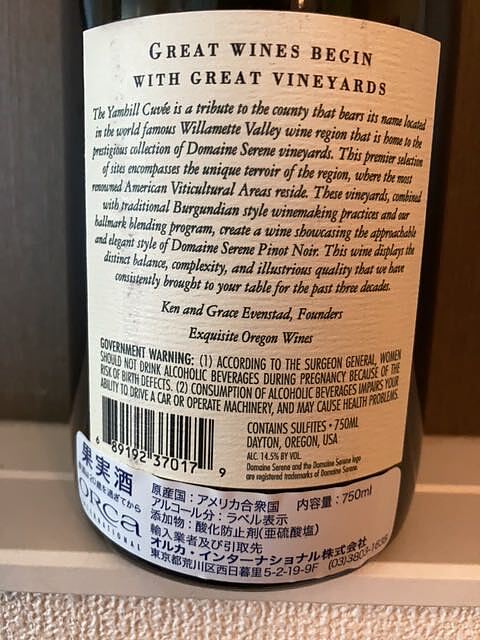 GREAT WINES BEGIN
WITH GREAT VINEYARDS
The Yamhill Cuvée is a tribute to the county that bears its name located
in the world famous Willamette Valley wine region that is home to the
prestigious collection of Domaine Serene vineyards. This premier selection
of sites encompasses the unique terroir of the region, where the most
renowned American Viticultural Areas reside. These vineyards, combined
with traditional Burgundian style winemaking practices and our
hallmark blending program, create a wine showcasing the approachable
and elegant style of Domaine Serene Pinot Noir. This wine displays the
distinct balance, complexity, and illustrious quality that we have
consistently brought to your table for the past three decades.
Ken and Grace Evenstad, Founders
Exquisite Oregon Wines
GOVERNMENT WARNING: (1) ACCORDING TO THE SURGEON GENERAL, WOMEN
SHOULD NOT DRINK ALCOHOLIC BEVERAGES DURING PREGNANCY BECAUSE OF THE
RISK OF BIRTH DEFECTS. (2) CONSUMPTION OF ALCOHOLIC BEVERAGES IMPAIRS YOUR
ABILITY TO DRIVE A CAR OR OPERATE MACHINERY, AND MAY CAUSE HEALTH PROBLEMS.
CONTAINS SULFITES • 750ML
DAYTON, OREGON, USA
ALC. 14.5% BY VOL.
Domaine Serene and the Domaine Serene logo
are registered trademarks of Domaine Serene.
6 89192 37017 9
果実酒
歳を過ぎてから
orca
INTERNATIONAL
原産国：アメリカ合衆国 内容量：750ml
アルコール分：ラベル表示
添加物：酸化防止剤(亜硫酸塩)
輸入業者及び引取先
オルカ・インターナショナル株式会社
東京都荒川区西日暮里5-2-19-9F (03)3803-1635